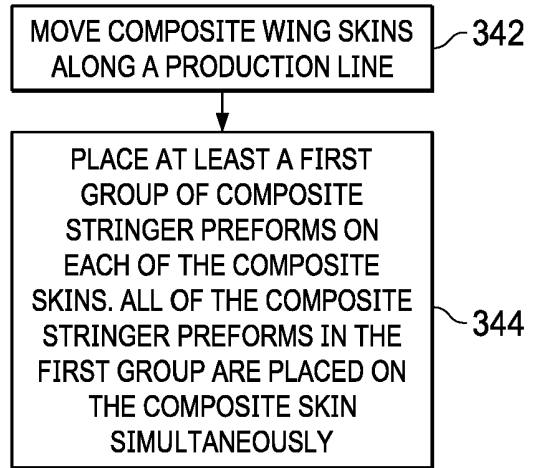 MOVE COMPOSITE WING SKINS
ALONG A PRODUCTION LINE
342
PLACE AT LEAST A FIRST
GROUP OF COMPOSITE
STRINGER PREFORMS ON
EACH OF THE COMPOSITE
SKINS. ALL OF THE COMPOSITE
STRINGER PREFORMS IN THE
FIRST GROUP ARE PLACED ON
THE COMPOSITE SKIN
SIMULTANEOUSLY
344